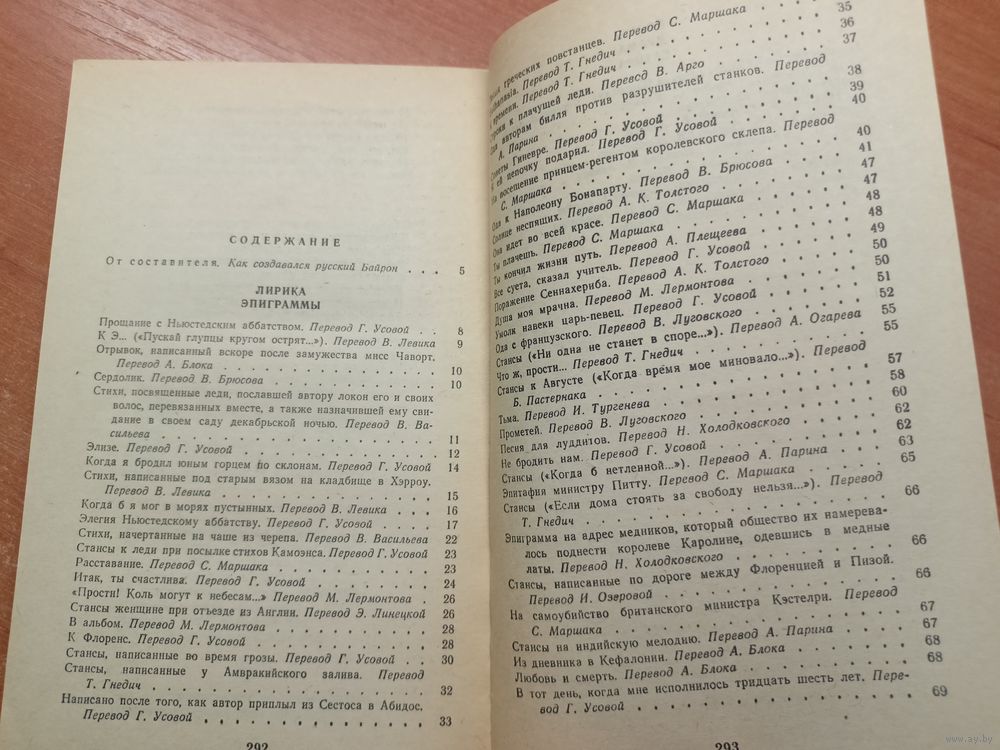 СОДЕРЖАНИЕ
От составителя. Как создавался русский Байрон . . . 5
ЛИРИКА
ЭПИГРАММЫ
Прощание с Ньюстедским аббатством. Перевод Г. Усовой . . 8
К Э... («Пускай глупцы кругом острят...»). Перевод В. Левика 9
Отрывок, написанный вскоре после замужества мисс Чаворт.
Перевод А. Блока . . . 10
Сердолик. Перевод В. Брюсова . . . 10
Стихи, посвященные леди, пославшей автору локон его и своих
волос, перевязанных вместе, а также назначившей ему сви-
дание в своем саду декабрьской ночью. Перевод В. Ва-
сильева . . . 11
Элизе. Перевод Г. Усовой . . . 12
Когда я бродил юным горцем по склонам. Перевод Г. Усовой 14
Стихи, написанные под старым вязом на кладбище в Хэрроу.
Перевод В. Левика . . . 15
Когда б я мог в морях пустынных. Перевод В. Левика . 16
Элегия Ньюстедскому аббатству. Перевод Г. Усовой . . 17
Стихи, начертанные на чаше из черепа. Перевод В. Васильева 22
Стансы к леди при посылке стихов Камоэнса. Перевод Г. Усовой 23
Расставание. Перевод С. Маршака . . . 23
Итак, ты счастлива. Перевод Г. Усовой . . . 24
«Прости! Коль могут к небесам...» Перевод М. Лермонтова . 26
Стансы женщине при отъезде из Англии. Перевод Э. Линецкой 26
В альбом. Перевод М. Лермонтова . . . 28
К Флоренс. Перевод Г. Усовой . . . 28
Стансы, написанные во время грозы. Перевод Г. Усовой . . 30
Стансы, написанные у Амвракийского залива. Перевод
Т. Гнедич . . . 32
Написано после того, как автор приплыл из Сестоса в Абидос.
Перевод Г. Усовой . . . 33
292
греческих повстанцев. Перевод С. Маршака . . . 35
Перевод Т. Гнедич . . . 36
времени. Перевод Т. Гнедич . . . 37
к плачущей леди. Перевод В. Арго
авторам билля против разрушителей станков. Перевод 38
А. Парина . . . 39
Сонеты Гиневре. Перевод Г. Усовой . . . 40
ей цепочку подарил. Перевод Г. Усовой
На посещение принцем-регентом королевского склепа. Перевод
С. Маршака . . . 40
Ода к Наполеону Бонапарту. Перевод В. Брюсова . 41
Солнце неспящих. Перевод А. К. Толстого . . . 47
Она идет во всей красе. Перевод С. Маршака . . . 47
Ты плачешь. Перевод С. Маршака . . . 48
Ты кончил жизни путь. Перевод А. Плещеева . . . 48
Все суета, сказал учитель. Перевод Г. Усовой . . . 49
Поражение Сеннахериба. Перевод А. К. Толстого . . . 50
Душа моя мрачна. Перевод М. Лермонтова . . . 50
Умолк навеки царь-певец. Перевод Г. Усовой . . . 51
Ода с французского. Перевод В. Луговского . . . 52
Стансы («Ни одна не станет в споре...»). Перевод А. Огарева 55
Что ж, прости... Перевод Т. Гнедич . . . 55
Стансы к Августе («Когда время мое миновало...»). Перевод
Б. Пастернака . . . 57
Тьма. Перевод И. Тургенева . . . 58
Прометей. Перевод В. Луговского . . . 60
Песня для луддитов. Перевод Н. Холодковского . . . 62
Не бродить нам. Перевод Г. Усовой . . . 62
Стансы («Когда б нетленной...»). Перевод А. Парина . 63
Эпитафия министру Питту. Перевод С. Маршака . . . 65
Стансы («Если дома стоять за свободу нельзя...»). Перевод
Т. Гнедич . . . 66
Эпиграмма на адрес медников, который общество их намерева-
лось поднести королеве Каролине, одевшись в медные
латы. Перевод Н. Холодковского . . . 66
Стансы, написанные по дороге между Флоренцией и Пизой.
Перевод И. Озеровой . . . 66
На самоубийство британского министра Кэстелри. Перевод
С. Маршака . . . 67
Стансы на индийскую мелодию. Перевод А. Парина . . 67
Из дневника в Кефалонии. Перевод А. Блока . . . 68
Любовь и смерть. Перевод А. Блока . . . 68
В тот день, когда мне исполнилось тридцать шесть лет. Пере-
вод Г. Усовой . . . 69
293
www.ay.by